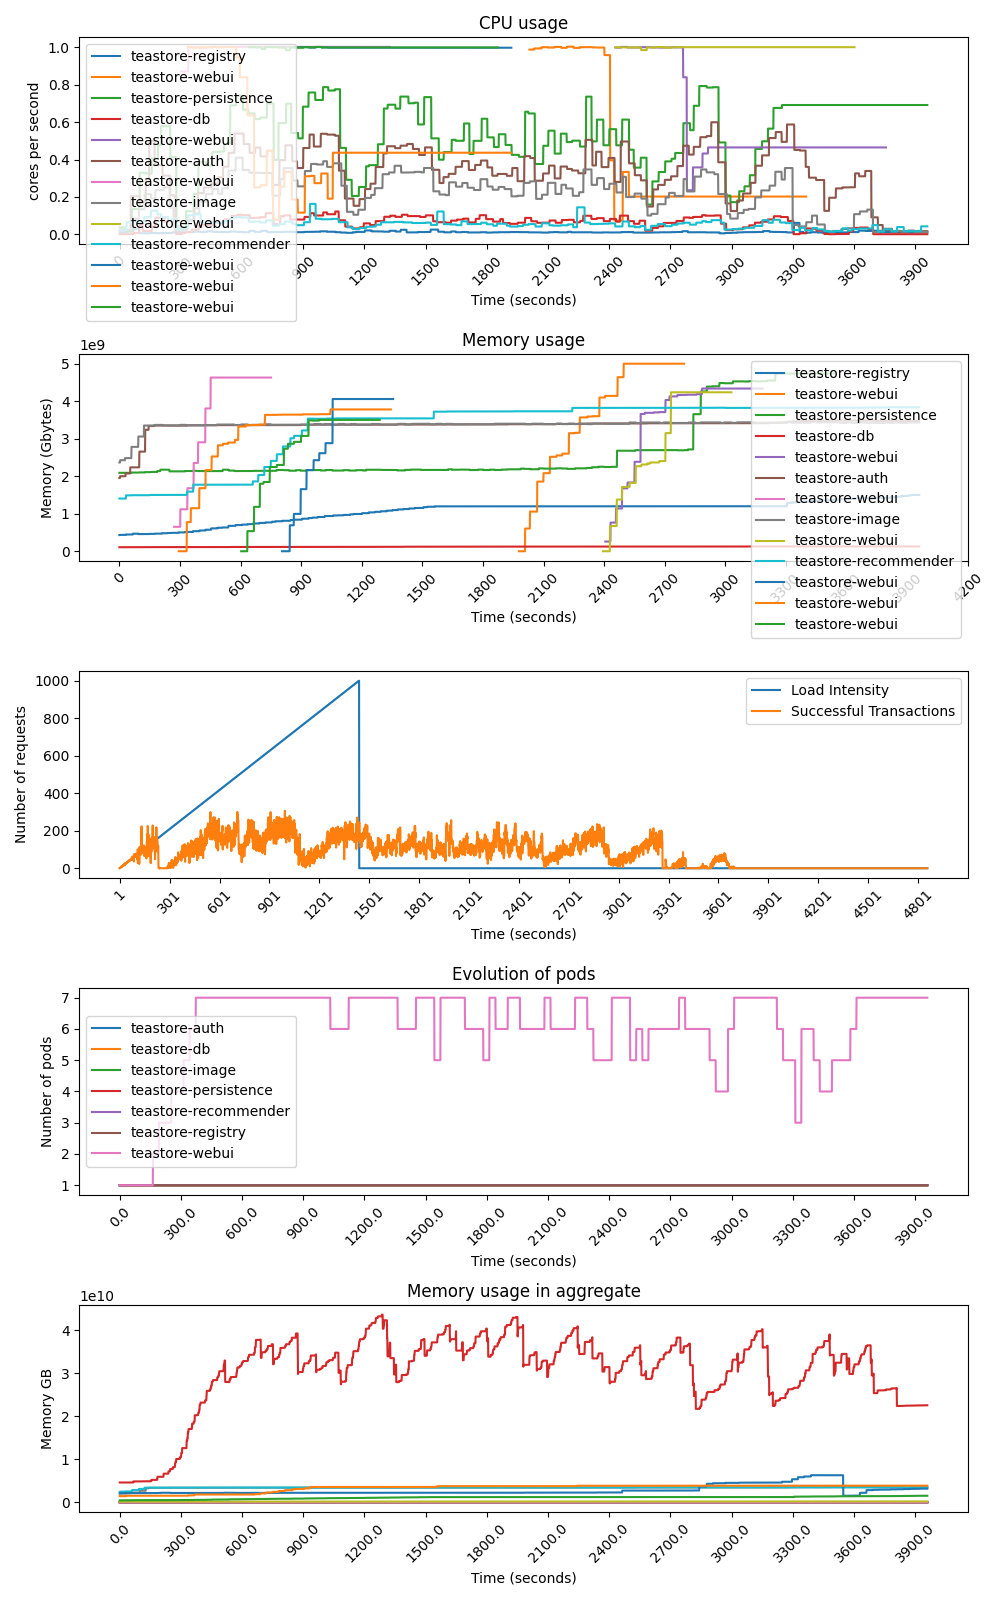 CPU usage
cores per second
1.0
0.8
0.6
0.4
0.2
0.0
teastore-registry
teastore-webui
teastore-persistence
teastore-db
teastore-webui
teastore-auth
teastore-webui
teastore-image
teastore-webui
teastore-recommender
teastore-webui
teastore-webui
teastore-webui
0 300 600 900 1200 1500 1800 2100 2400 2700 3000 3300 3600 3900
Time (seconds)
Memory usage
1e9
Memory (Gbytes)
5
4
3
2
1
0
teastore-registry
teastore-webui
teastore-persistence
teastore-db
teastore-webui
teastore-auth
teastore-webui
teastore-image
teastore-webui
teastore-recommender
teastore-webui
teastore-webui
teastore-webui
0 300 600 900 1200 1500 1800 2100 2400 2700 3000 3300 3600 3900 4200
Time (seconds)
Number of requests
1000
800
600
400
200
0
Load Intensity
Successful Transactions
1 301 601 901 1201 1501 1801 2101 2401 2701 3001 3301 3601 3901 4201 4501 4801
Time (seconds)
Evolution of pods
Number of pods
7
6
5
4
3
2
1
teastore-auth
teastore-db
teastore-image
teastore-persistence
teastore-recommender
teastore-registry
teastore-webui
0.0 300.0 600.0 900.0 1200.0 1500.0 1800.0 2100.0 2400.0 2700.0 3000.0 3300.0 3600.0 3900.0
Time (seconds)
Memory usage in aggregate
1e10
Memory GB
4
3
2
1
0
0.0 300.0 600.0 900.0 1200.0 1500.0 1800.0 2100.0 2400.0 2700.0 3000.0 3300.0 3600.0 3900.0
Time (seconds)